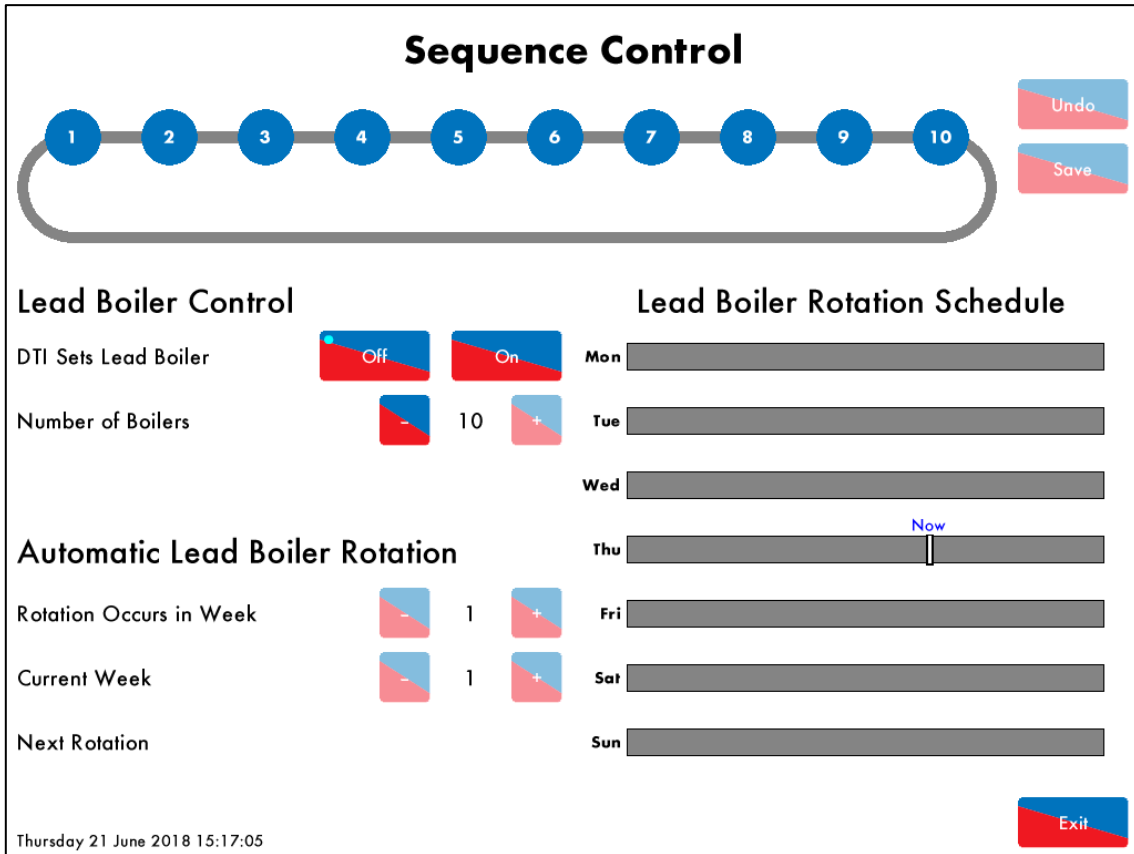 Sequence Control
1 2 3 4 5 6 7 8 9 10
Undo
Save
Lead Boiler Control
DTI Sets Lead Boiler Off On
Number of Boilers - 10 +
Automatic Lead Boiler Rotation
Rotation Occurs in Week - 1 +
Current Week - 1 +
Next Rotation
Lead Boiler Rotation Schedule
Mon
Tue
Wed
Now
Thu
Fri
Sat
Sun
Thursday 21 June 2018 15:17:05
Exit